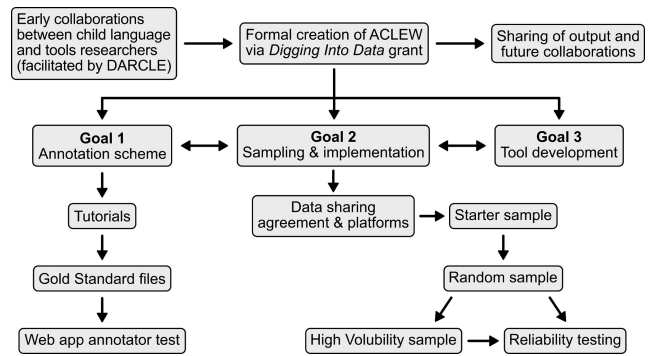 Early collaborations
between child language
and tools researchers
(facilitated by DARCLE)
Formal creation of ACLEW
via Digging Into Data grant
Sharing of output and
future collaborations
Goal 1
Annotation scheme
Goal 2
Sampling & implementation
Goal 3
Tool development
Tutorials
Data sharing
agreement & platforms
Starter sample
Gold Standard files
Random sample
Web app annotator test
High Volubility sample
Reliability testing